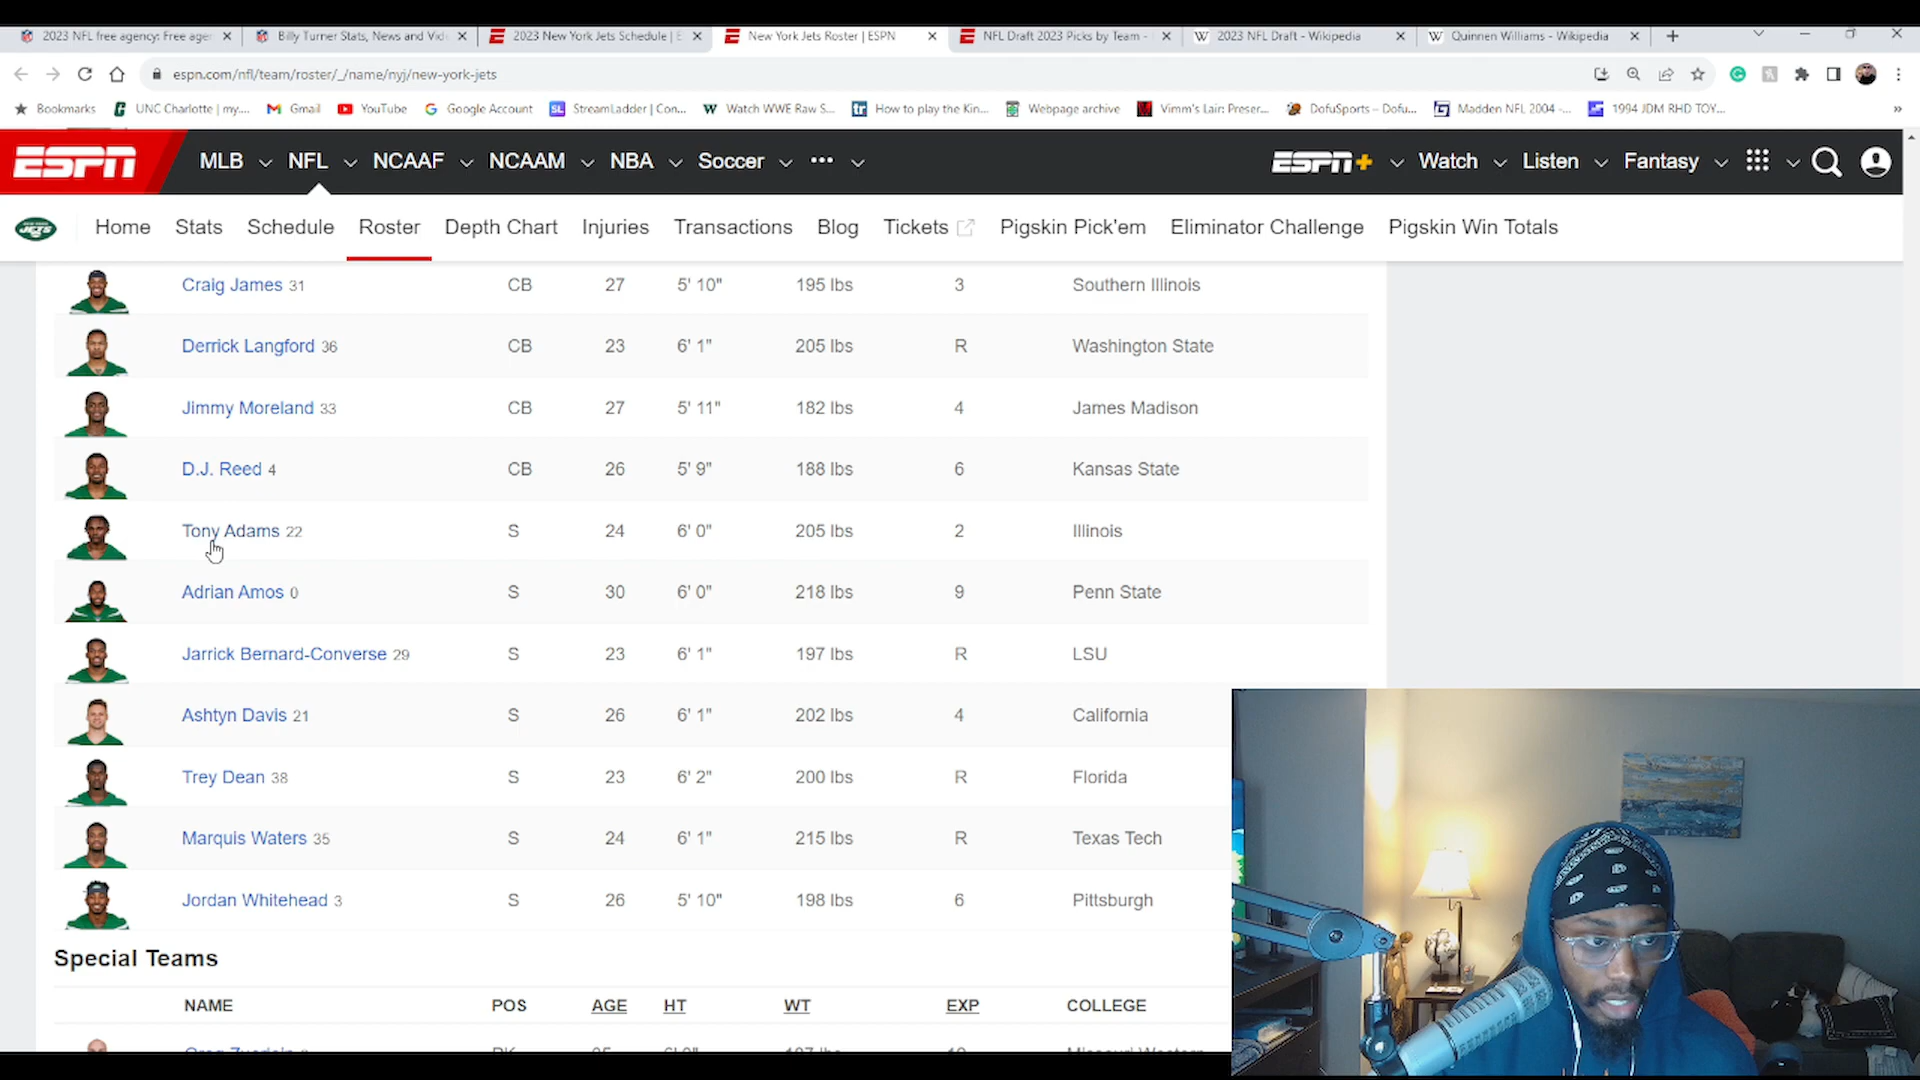 2023 NFL free agency: Free agen
Billy Turner Stats, News and Vid
2023 New York Jets Schedule | E
New York Jets Roster | ESPN
NFL Draft 2023 Picks by Team -
2023 NFL Draft - Wikipedia
Quinnen Williams - Wikipedia
espn.com/nfl/team/roster/_/name/nyj/new-york-jets
Bookmarks
UNC Charlotte | my....
Gmail
YouTube
Google Account
StreamLadder | Con...
Watch WWE Raw S...
How to play the Kin...
Webpage archive
Vimm's Lair: Preser...
DofuSports – Dofu...
Madden NFL 2004 -...
1994 JDM RHD TOY...
ESPN MLB NFL NCAAF NCAAM NBA Soccer ESPN+ Watch Listen Fantasy
JETS Home Stats Schedule Roster Depth Chart Injuries Transactions Blog Tickets Pigskin Pick'em Eliminator Challenge Pigskin Win Totals
Craig James 31 CB 27 5' 10" 195 lbs 3 Southern Illinois
Derrick Langford 36 CB 23 6' 1" 205 lbs R Washington State
Jimmy Moreland 33 CB 27 5' 11" 182 lbs 4 James Madison
D.J. Reed 4 CB 26 5' 9" 188 lbs 6 Kansas State
Tony Adams 22 S 24 6' 0" 205 lbs 2 Illinois
Adrian Amos 0 S 30 6' 0" 218 lbs 9 Penn State
Jarrick Bernard-Converse 29 S 23 6' 1" 197 lbs R LSU
Ashtyn Davis 21 S 26 6' 1" 202 lbs 4 California
Trey Dean 38 S 23 6' 2" 200 lbs R Florida
Marquis Waters 35 S 24 6' 1" 215 lbs R Texas Tech
Jordan Whitehead 3 S 26 5' 10" 198 lbs 6 Pittsburgh
Special Teams
NAME POS AGE HT WT EXP COLLEGE